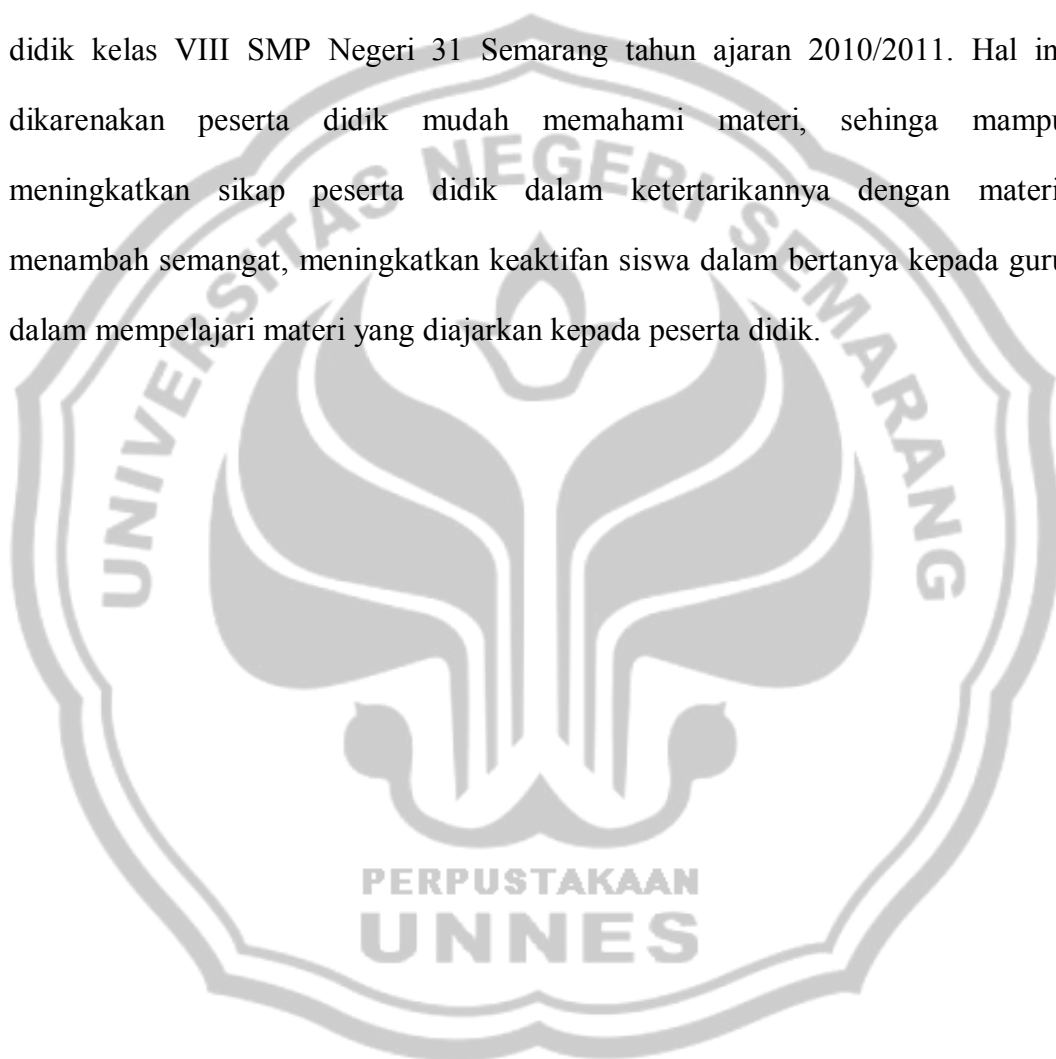 didik kelas VIII SMP Negeri 31 Semarang tahun ajaran 2010/2011. Hal in
dikarenakan peserta didik mudah memahami materi, sehinga mampu
meningkatkan sikap peserta didik dalam ketertarikannya dengan materi
menambah semangat, meningkatkan keaktifan siswa dalam bertanya kepada guru
dalam mempelajari materi yang diajarkan kepada peserta didik.
UNIVERSITAS NEGERI SEMARANG
PERPUSTAKAAN
UNNES